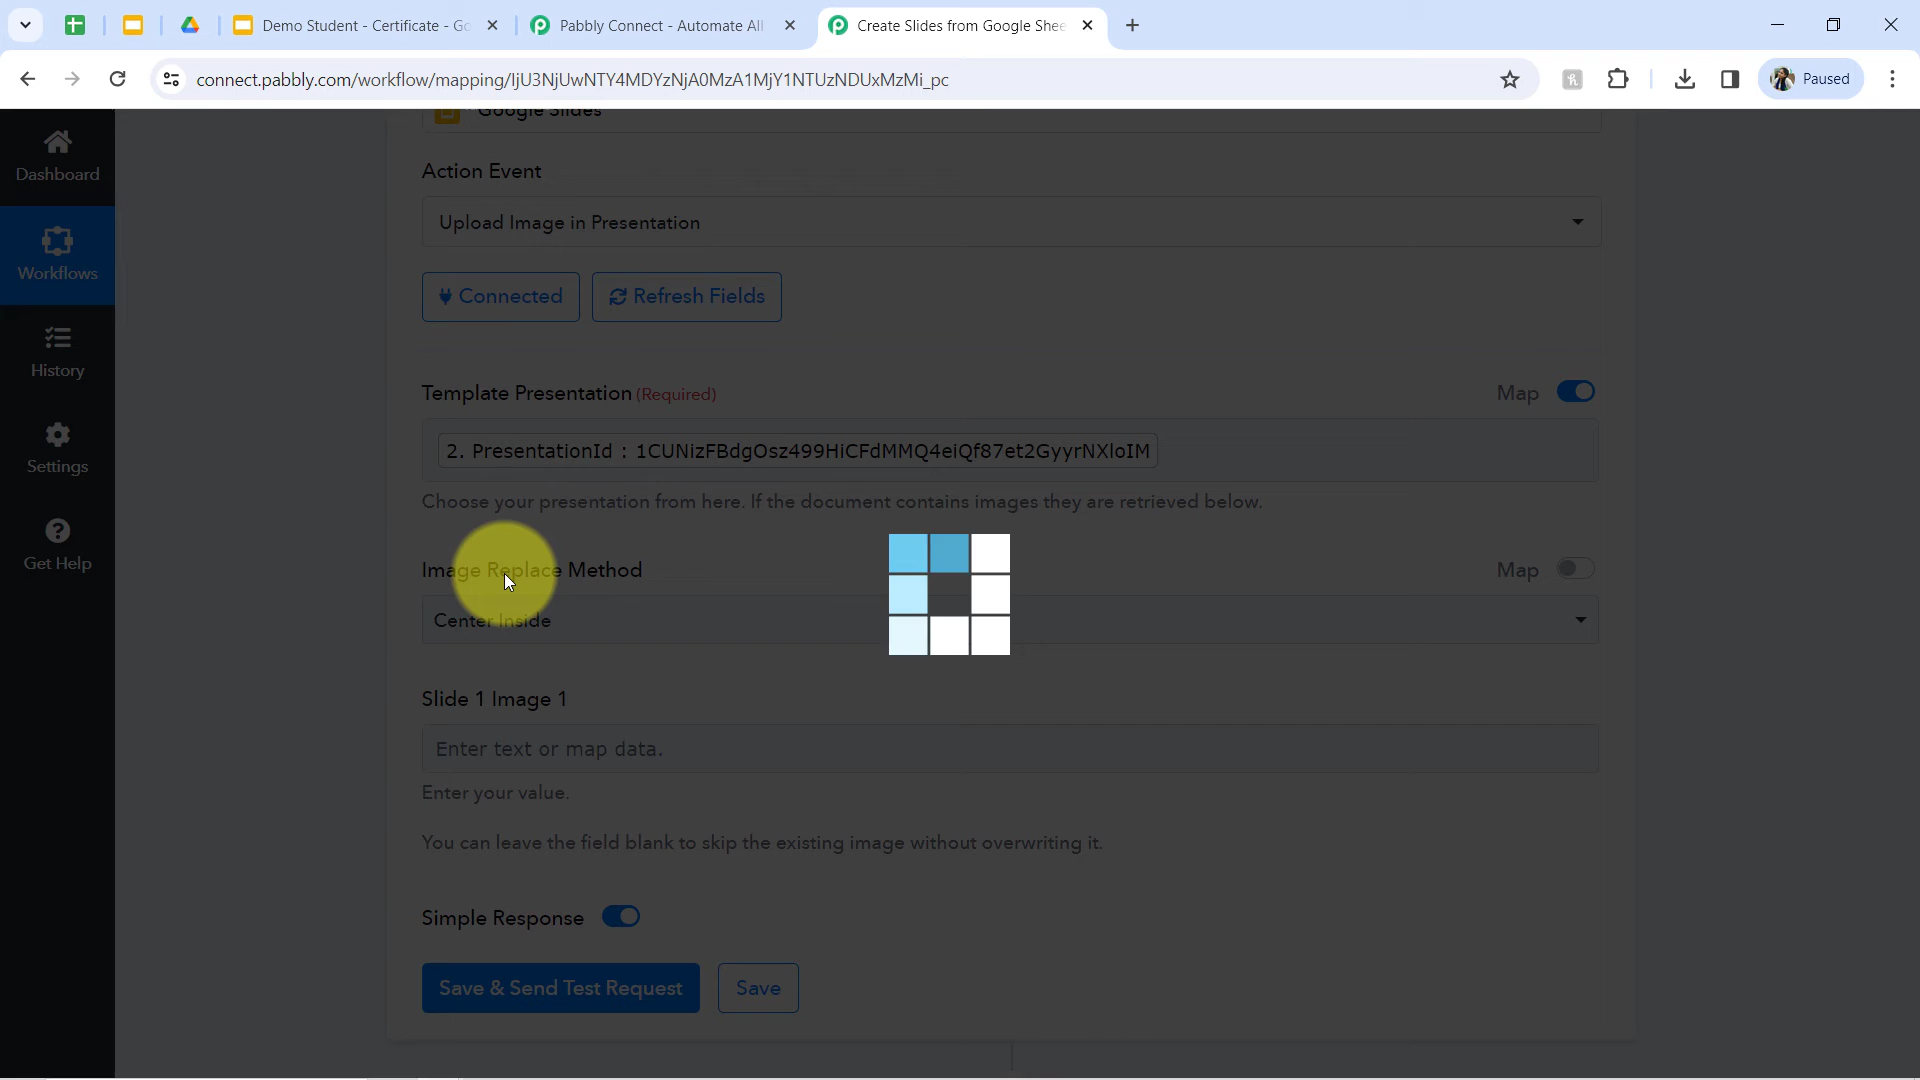 Demo Student - Certificate - Go
Pabbly Connect - Automate All
Create Slides from Google Shee
connect.pabbly.com/workflow/mapping/IjU3NjUwNTY4MDYzNjA0MzA1MjY1NTUzNDUxMzMi_pc
Paused
Dashboard
Workflows
History
Settings
Get Help
Google Slides
Action Event
Upload Image in Presentation
Connected
Refresh Fields
Template Presentation (Required)
Map
2. PresentationId : 1CUNizFBdgOsz499HiCFdMMQ4eiQf87et2GyyrNXloIM
Choose your presentation from here. If the document contains images they are retrieved below.
Image Replace Method
Map
Center Inside
Slide 1 Image 1
Enter text or map data.
Enter your value.
You can leave the field blank to skip the existing image without overwriting it.
Simple Response
Save & Send Test Request
Save